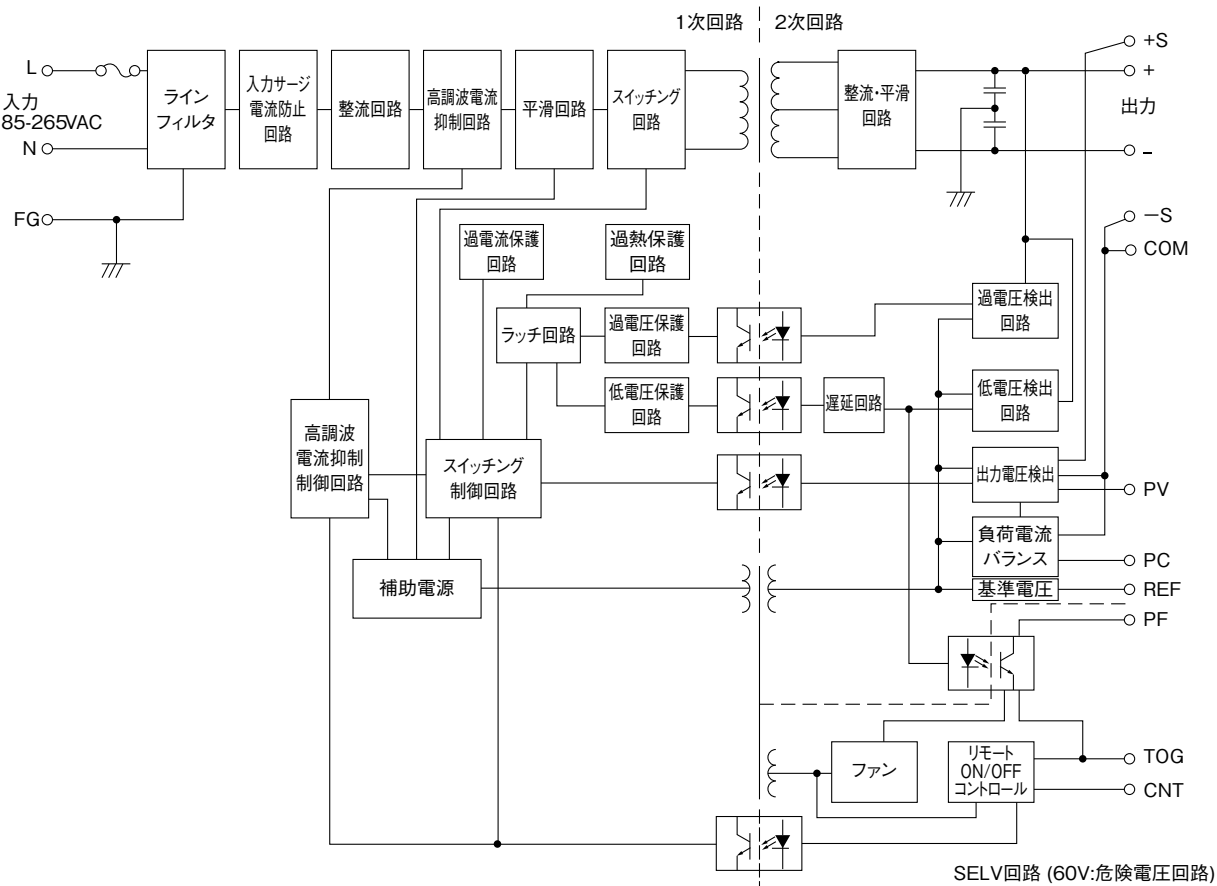 1次回路
2次回路
L
入力
85-265VAC
N
FG
ライン
フィルタ
入力サージ
電流防止
回路
整流回路
高調波電流
抑制回路
平滑回路
スイッチング
回路
整流・平滑
回路
+S
+
出力
−
−S
COM
過電流保護
回路
過熱保護
回路
ラッチ回路
過電圧保護
回路
過電圧検出
回路
低電圧保護
回路
遅延回路
低電圧検出
回路
高調波
電流抑制
制御回路
スイッチング
制御回路
出力電圧検出
PV
負荷電流
バランス
PC
補助電源
基準電圧
REF
PF
ファン
リモート
ON/OFF
コントロール
TOG
CNT
SELV回路 (60V:危険電圧回路)